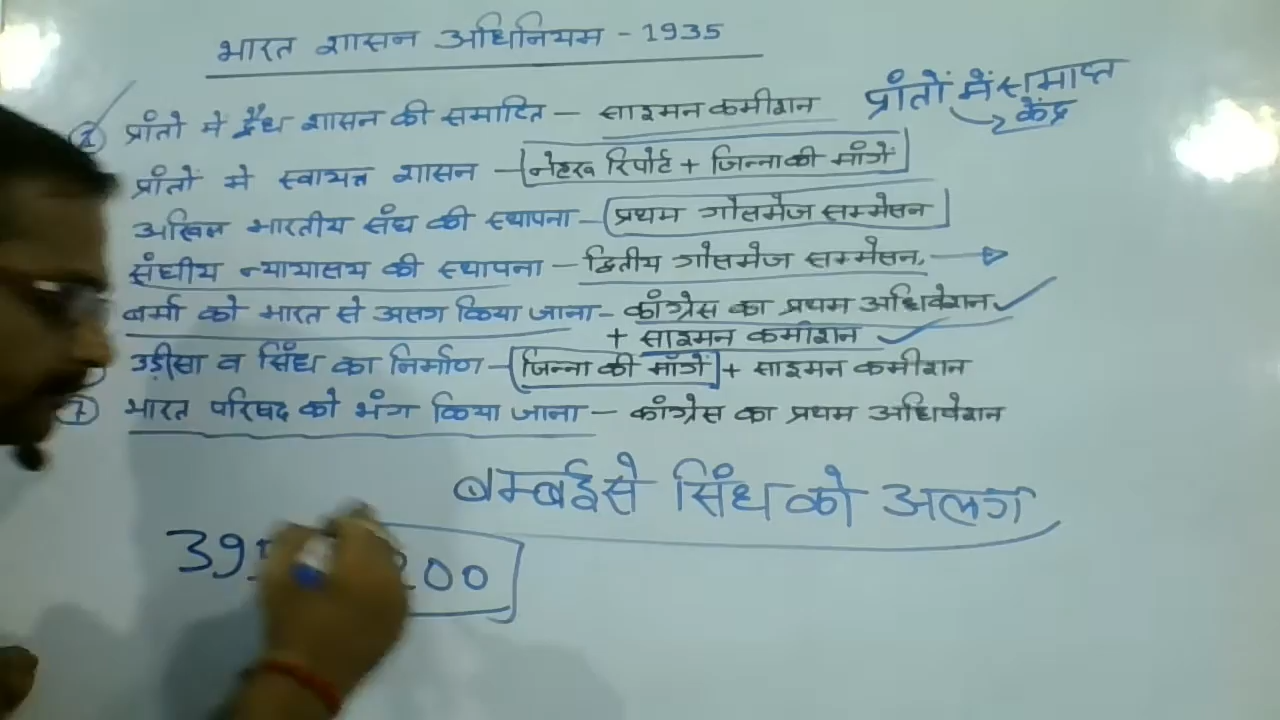 भारत शासन अधिनियम - 1935
प्रांतों में समाप्त
केंद्र
प्रांतो मे द्वैध शासन की समाप्ति – साइमन कमीशन
प्रांतों मे स्वायत्त शासन – नेहरू रिपोर्ट + जिन्ना की मांगें
अखिल भारतीय संघ की स्थापना – प्रथम गोलमेज सम्मेलन
संघीय न्यायालय की स्थापना – द्वितीय गोलमेज सम्मेलन.
बर्मा को भारत से अलग किया जाना – कांग्रेस का प्रथम अधिवेशन
+ साइमन कमीशन
उड़ीसा व सिंध का निर्माण – जिन्ना की माँगें + साइमन कमीशन
7 भारत परिषद को भंग किया जाना – कांग्रेस का प्रथम अधिवेशन
बम्बई से सिंध को अलग
39
200